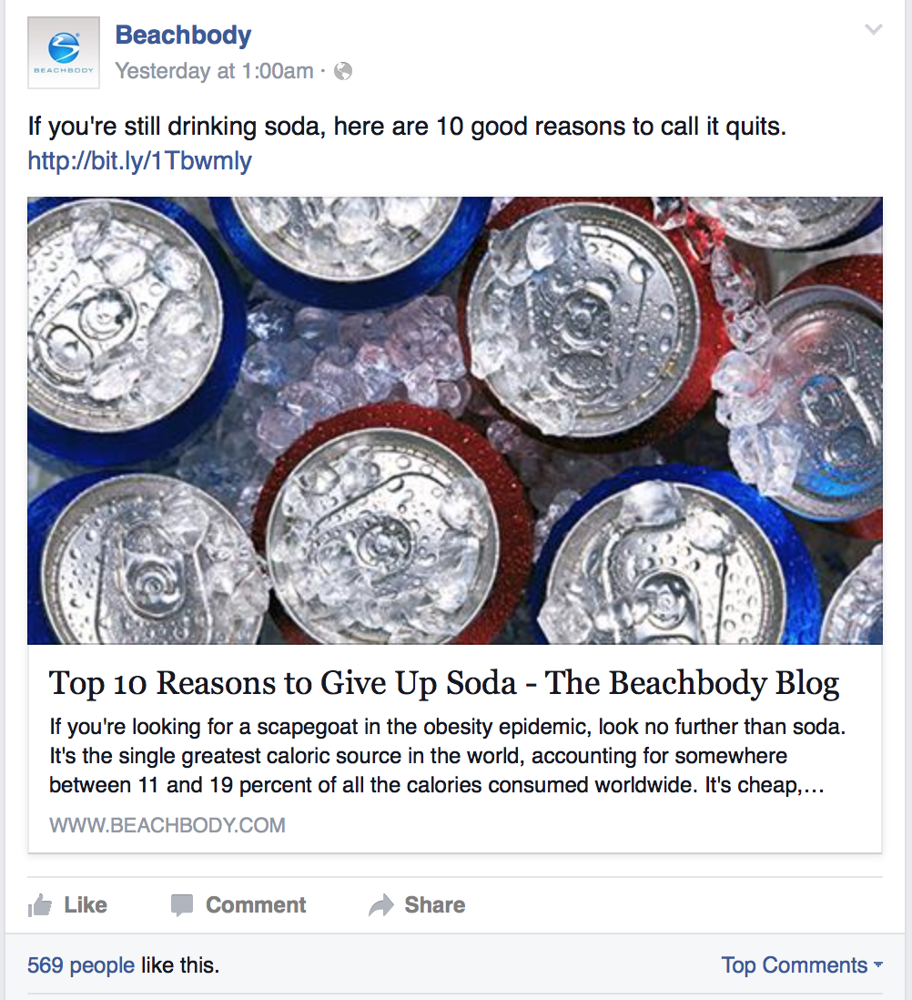 Beachbody
BEACHBODY
Yesterday at 1:00am ·
If you're still drinking soda, here are 10 good reasons to call it quits.
http://bit.ly/1Tbwmly
Top 10 Reasons to Give Up Soda - The Beachbody Blog
If you're looking for a scapegoat in the obesity epidemic, look no further than soda.
It's the single greatest caloric source in the world, accounting for somewhere
between 11 and 19 percent of all the calories consumed worldwide. It's cheap,...
WWW.BEACHBODY.COM
Like
Comment
Share
569 people like this.
Top Comments